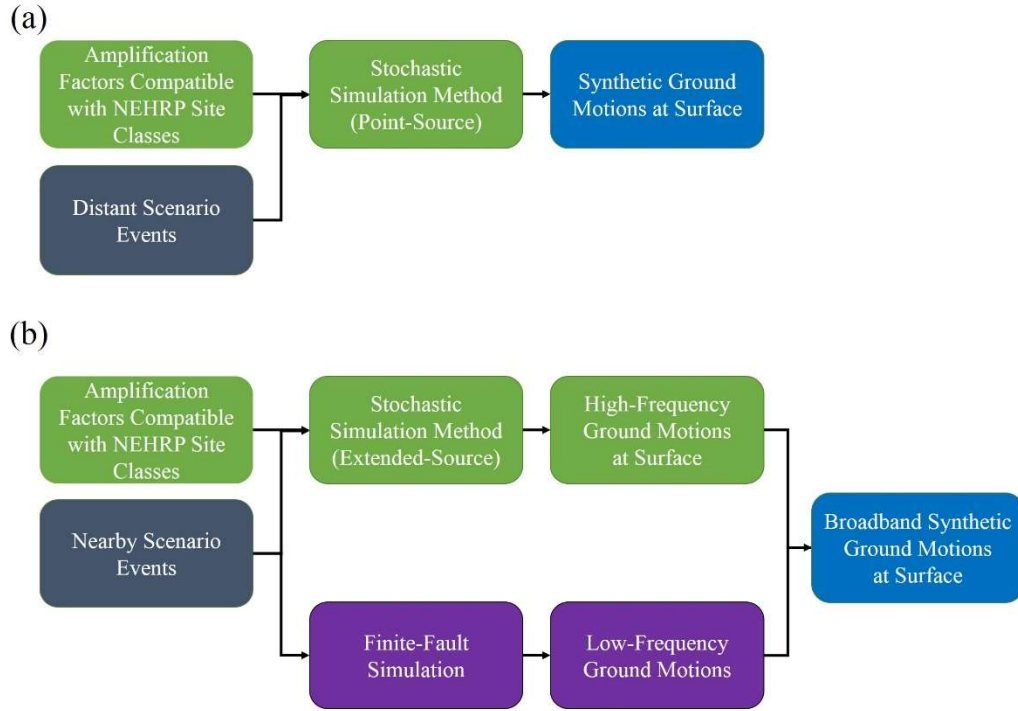 (a)
Amplification
Factors Compatible
with NEHRP Site
Classes
Stochastic
Simulation Method
(Point-Source)
Synthetic Ground
Motions at Surface
Distant Scenario
Events
(b)
Amplification
Factors Compatible
with NEHRP Site
Classes
Stochastic
Simulation Method
(Extended-Source)
High-Frequency
Ground Motions
at Surface
Nearby Scenario
Events
Broadband Synthetic
Ground Motions
at Surface
Finite-Fault
Simulation
Low-Frequency
Ground Motions